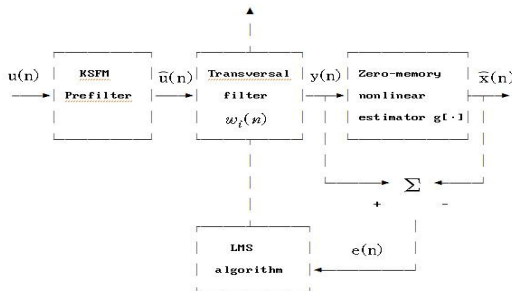 u(n)
KSFM
Prefilter
û(n)
Transversal
filter
w_i(n)
y(n)
Zero-memory
nonlinear
estimator g[·]
x̂(n)
Σ
+ -
LMS
algorithm
e(n)